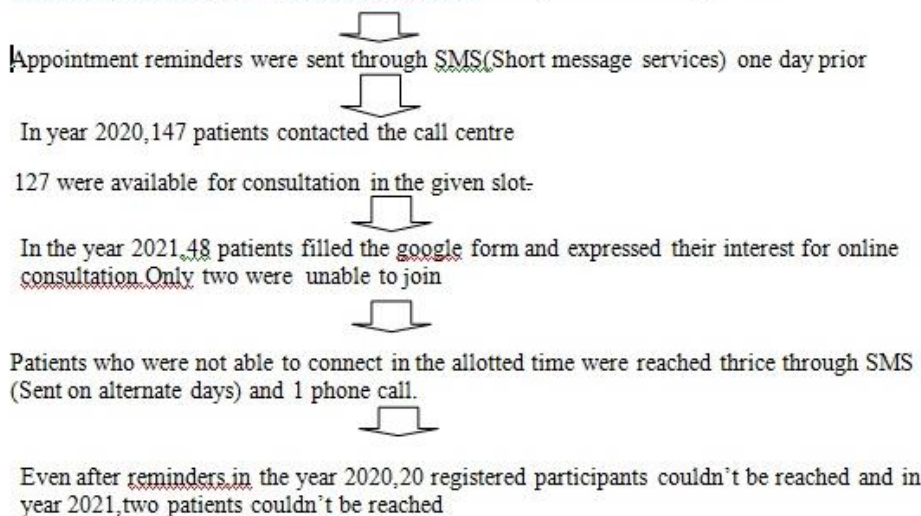 Appointment reminders were sent through SMS(Short message services) one day prior
In year 2020,147 patients contacted the call centre
127 were available for consultation in the given slot-
In the year 2021,48 patients filled the google form and expressed their interest for online
consultation.Only two were unable to join
Patients who were not able to connect in the allotted time were reached thrice through SMS
(Sent on alternate days) and 1 phone call.
Even after reminders,in the year 2020,20 registered participants couldn't be reached and in
year 2021,two patients couldn't be reached